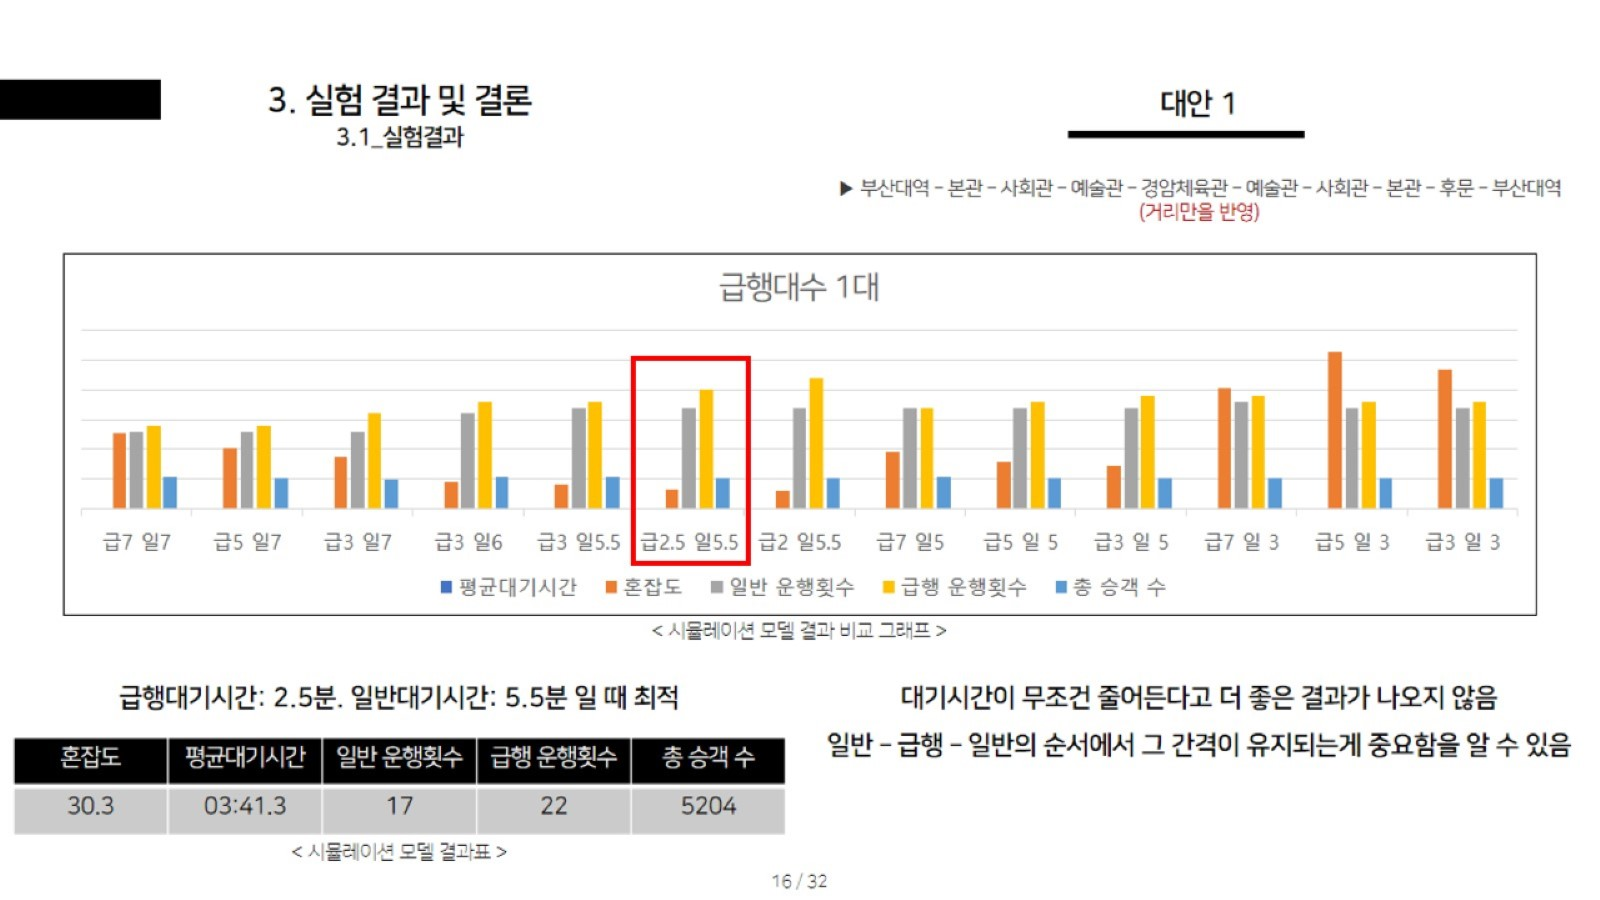 3. 실험 결과 및 결론
3.1_실험결과
대안 1
▶ 부산대역 – 본관 – 사회관 – 예술관 – 경암체육관 – 예술관 – 사회관 – 본관 – 후문 – 부산대역
(거리만을 반영)
급행대수 1대
급7 일7 급5 일7 급3 일7 급3 일6 급3 일5.5 급2.5 일5.5 급2 일5.5 급7 일5 급5 일 5 급3 일 5 급7 일 3 급5 일 3 급3 일 3
평균대기시간 혼잡도 일반 운행횟수 급행 운행횟수 총 승객 수
< 시뮬레이션 모델 결과 비교 그래프 >
급행대기시간: 2.5분. 일반대기시간: 5.5분 일 때 최적
혼잡도 평균대기시간 일반 운행횟수 급행 운행횟수 총 승객 수
30.3 03:41.3 17 22 5204
< 시뮬레이션 모델 결과표 >
대기시간이 무조건 줄어든다고 더 좋은 결과가 나오지 않음
일반 – 급행 – 일반의 순서에서 그 간격이 유지되는게 중요함을 알 수 있음
16 / 32